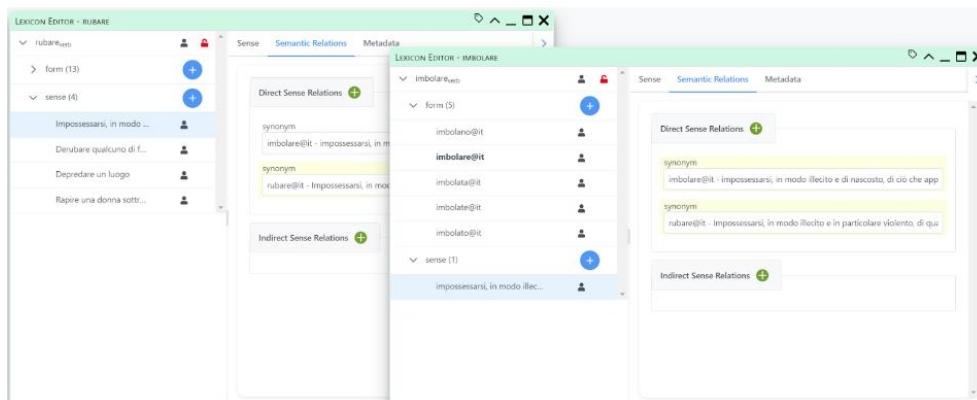 LEXICON EDITOR - RUBARE
rubare verb
form (13)
sense (4)
Impossessarsi, in modo ...
Derubare qualcuno di f...
Depredare un luogo
Rapire una donna sottr...
Sense Semantic Relations Metadata
Direct Sense Relations
synonym
imbolare@it - impossessarsi, in m
synonym
rubare@it - Impossessarsi, in moc
Indirect Sense Relations
LEXICON EDITOR - IMBOLARE
imbolare verb
form (5)
imbolano@it
imbolare@it
imbolata@it
imbolate@it
imbolato@it
sense (1)
impossessarsi, in modo illec...
Sense Semantic Relations Metadata
Direct Sense Relations
synonym
imbolare@it - impossessarsi, in modo illecito e di nascosto, di ciò che app
synonym
rubare@it - Impossessarsi, in modo illecito e in particolare violento, di qua
Indirect Sense Relations